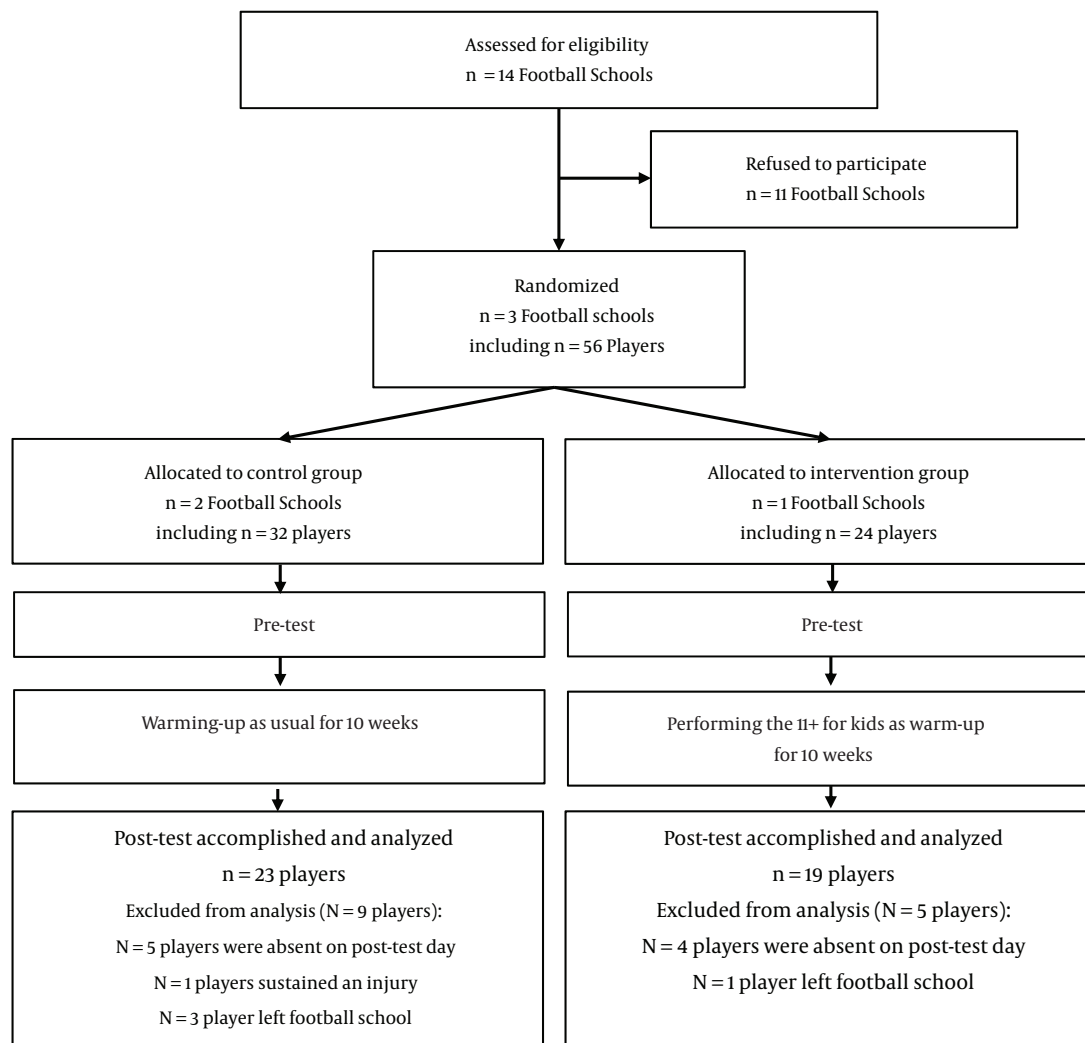 Assessed for eligibility
n = 14 Football Schools
Refused to participate
n = 11 Football Schools
Randomized
n = 3 Football schools
including n = 56 Players
Allocated to control group
n = 2 Football Schools
including n = 32 players
Allocated to intervention group
n = 1 Football Schools
including n = 24 players
Pre-test
Pre-test
Warming-up as usual for 10 weeks
Performing the 11+ for kids as warm-up
for 10 weeks
Post-test accomplished and analyzed
n = 23 players
Excluded from analysis (N = 9 players):
N = 5 players were absent on post-test day
N = 1 players sustained an injury
N = 3 player left football school
Post-test accomplished and analyzed
n = 19 players
Excluded from analysis (N = 5 players):
N = 4 players were absent on post-test day
N = 1 player left football school